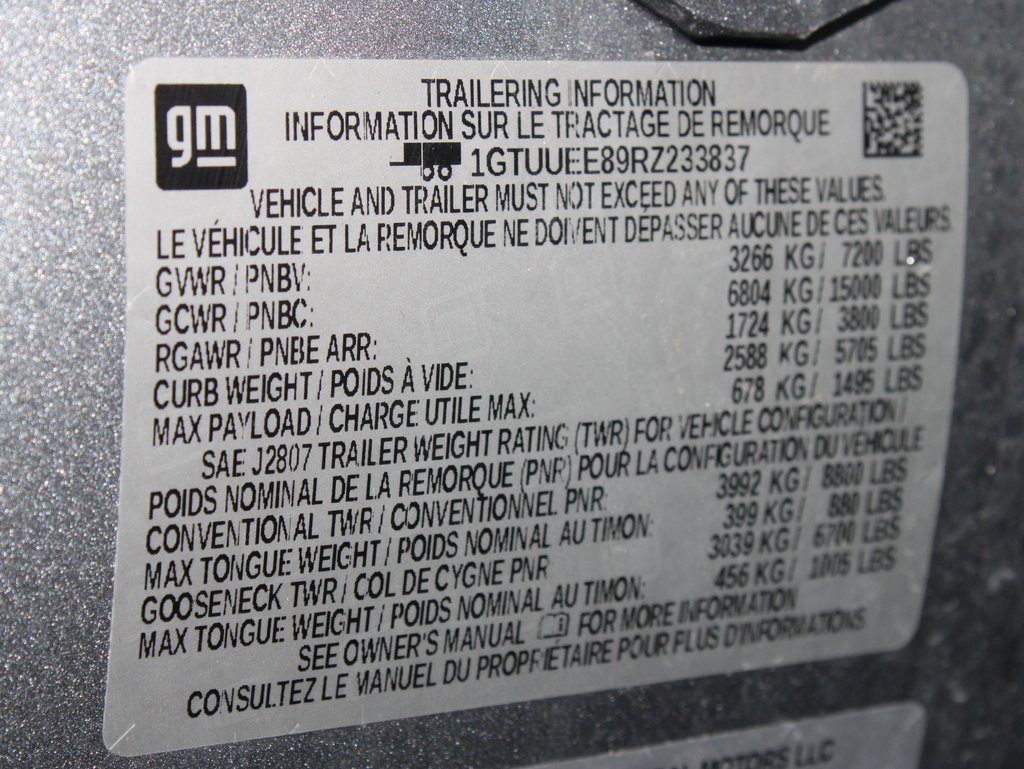 gm
TRAILERING INFORMATION
INFORMATION SUR LE TRACTAGE DE REMORQUE
1GTUUEE89RZ233837
VEHICLE AND TRAILER MUST NOT EXCEED ANY OF THESE VALUES.
LE VÉHICULE ET LA REMORQUE NE DOIVENT DÉPASSER AUCUNE DE CES VALEURS.
GVWR / PNBV: 3266 KG / 7200 LBS
GCWR / PNBC: 6804 KG / 15000 LBS
RGAWR / PNBE ARR: 1724 KG / 3800 LBS
CURB WEIGHT / POIDS À VIDE: 2588 KG / 5705 LBS
MAX PAYLOAD / CHARGE UTILE MAX: 678 KG / 1495 LBS
SAE J2807 TRAILER WEIGHT RATING (TWR) FOR VEHICLE CONFIGURATION /
POIDS NOMINAL DE LA REMORQUE (PNR) POUR LA CONFIGURATION DU VÉHICULE
CONVENTIONAL TWR / CONVENTIONNEL PNR: 3992 KG / 8800 LBS
MAX TONGUE WEIGHT / POIDS NOMINAL AU TIMON: 399 KG / 880 LBS
GOOSENECK TWR / COL DE CYGNE PNR 3039 KG / 6700 LBS
MAX TONGUE WEIGHT / POIDS NOMINAL AU TIMON: 456 KG / 1005 LBS
SEE OWNER'S MANUAL FOR MORE INFORMATION
CONSULTEZ LE MANUEL DU PROPRIÉTAIRE POUR PLUS D'INFORMATIONS
MOTORS LLC